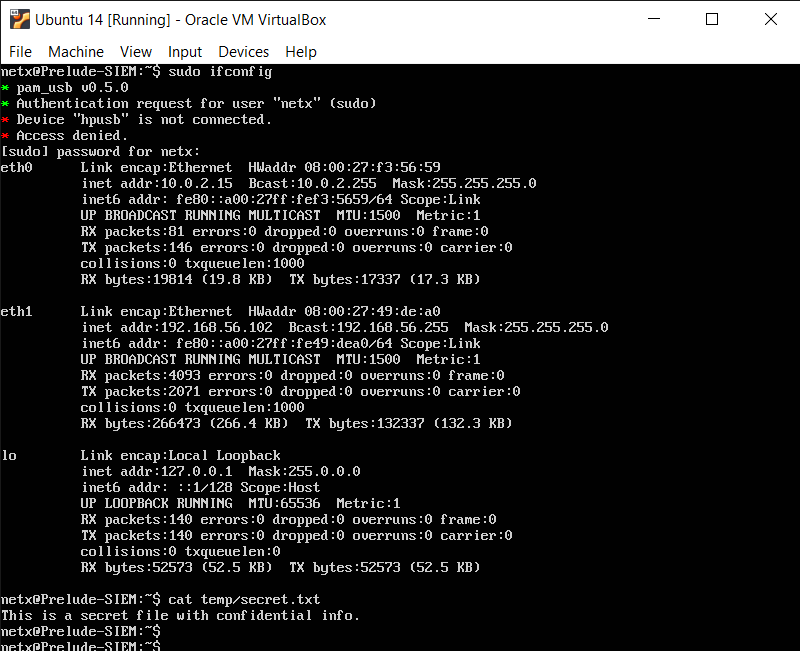 Ubuntu 14 [Running] - Oracle VM VirtualBox
File Machine View Input Devices Help
netx@Prelude-SIEM:~$ sudo ifconfig
* pam_usb v0.5.0
* Authentication request for user "netx" (sudo)
* Device "hpusb" is not connected.
* Access denied.
[sudo] password for netx:
eth0      Link encap:Ethernet  HWaddr 08:00:27:f3:56:59
          inet addr:10.0.2.15  Bcast:10.0.2.255  Mask:255.255.255.0
          inet6 addr: fe80::a00:27ff:fef3:5659/64 Scope:Link
          UP BROADCAST RUNNING MULTICAST  MTU:1500  Metric:1
          RX packets:81 errors:0 dropped:0 overruns:0 frame:0
          TX packets:146 errors:0 dropped:0 overruns:0 carrier:0
          collisions:0 txqueuelen:1000
          RX bytes:19814 (19.8 KB)  TX bytes:17337 (17.3 KB)
eth1      Link encap:Ethernet  HWaddr 08:00:27:49:de:a0
          inet addr:192.168.56.102  Bcast:192.168.56.255  Mask:255.255.255.0
          inet6 addr: fe80::a00:27ff:fe49:dea0/64 Scope:Link
          UP BROADCAST RUNNING MULTICAST  MTU:1500  Metric:1
          RX packets:4093 errors:0 dropped:0 overruns:0 frame:0
          TX packets:2071 errors:0 dropped:0 overruns:0 carrier:0
          collisions:0 txqueuelen:1000
          RX bytes:266473 (266.4 KB)  TX bytes:132337 (132.3 KB)
lo        Link encap:Local Loopback
          inet addr:127.0.0.1  Mask:255.0.0.0
          inet6 addr: ::1/128 Scope:Host
          UP LOOPBACK RUNNING  MTU:65536  Metric:1
          RX packets:140 errors:0 dropped:0 overruns:0 frame:0
          TX packets:140 errors:0 dropped:0 overruns:0 carrier:0
          collisions:0 txqueuelen:0
          RX bytes:52573 (52.5 KB)  TX bytes:52573 (52.5 KB)
netx@Prelude-SIEM:~$ cat temp/secret.txt
This is a secret file with confidential info.
netx@Prelude-SIEM:~$
netx@Prelude-SIEM:~$